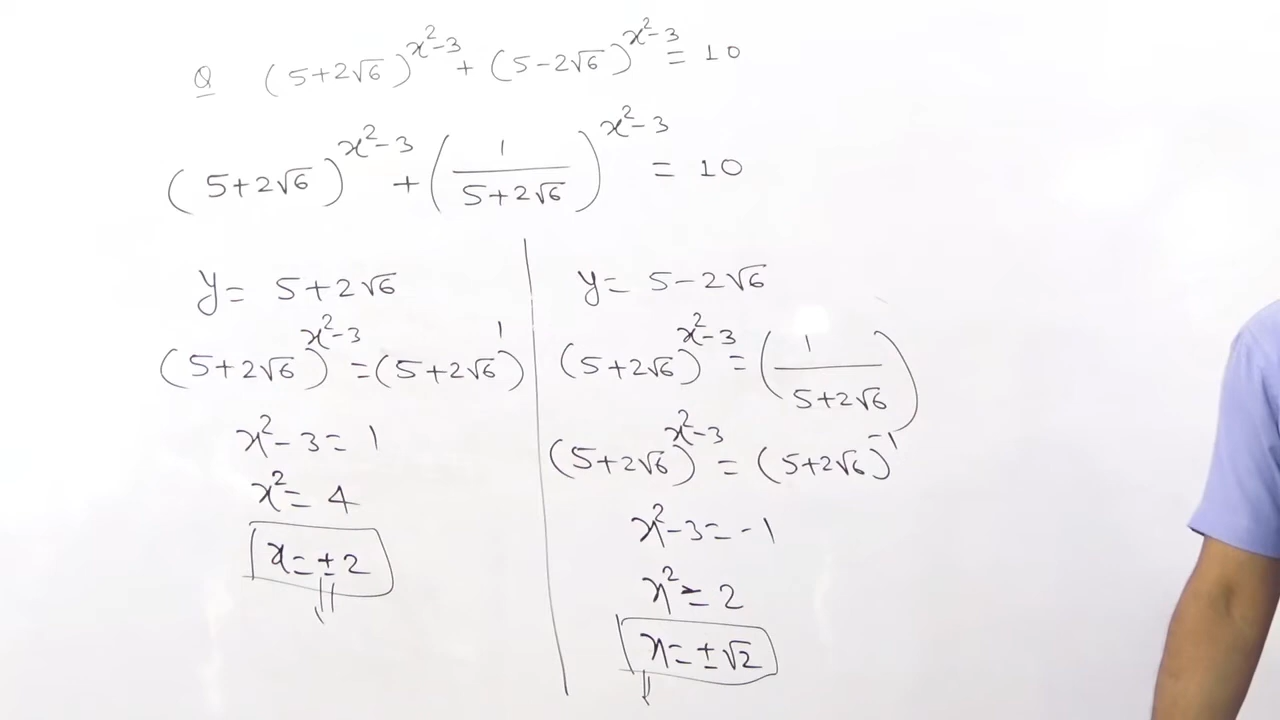 Q (5+2√6)^{x²-3} + (5-2√6)^{x²-3} = 10
(5+2√6)^{x²-3} + (1/(5+2√6))^{x²-3} = 10
y = 5+2√6
(5+2√6)^{x²-3} = (5+2√6)^1
x²-3 = 1
x² = 4
x = ±2
y = 5-2√6
(5+2√6)^{x²-3} = (1/(5+2√6))
(5+2√6)^{x²-3} = (5+2√6)^{-1}
x²-3 = -1
x² = 2
x = ±√2